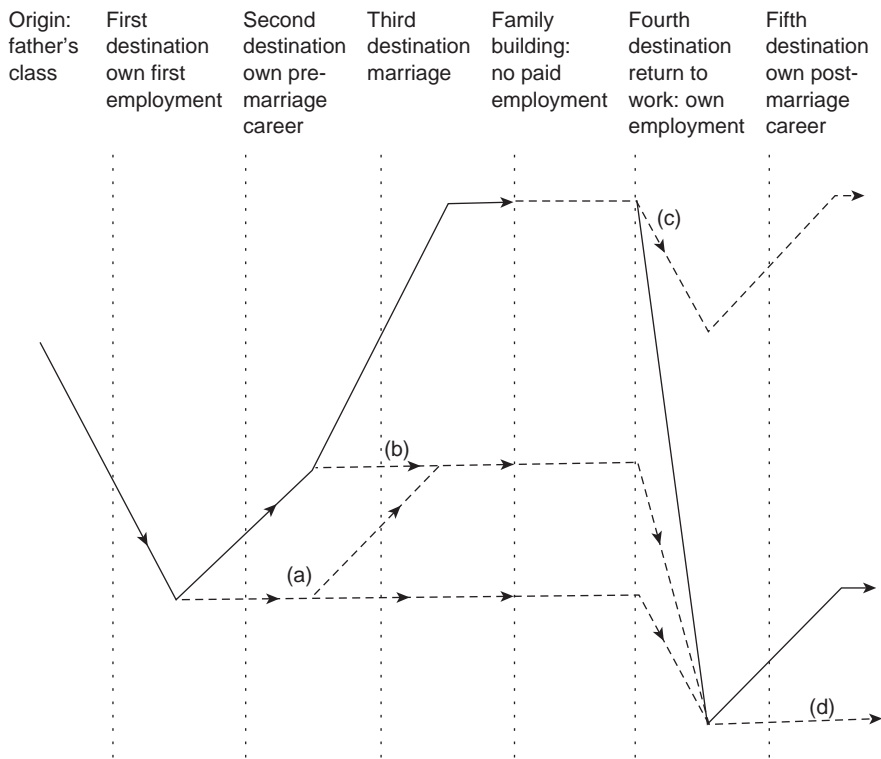 Origin:
father's
class
First
destination
own first
employment
Second
destination
own pre-
marriage
career
Third
destination
marriage
Family
building:
no paid
employment
Fourth
destination
return to
work: own
employment
Fifth
destination
own post-
marriage
career
(c)
(b)
(a)
(d)